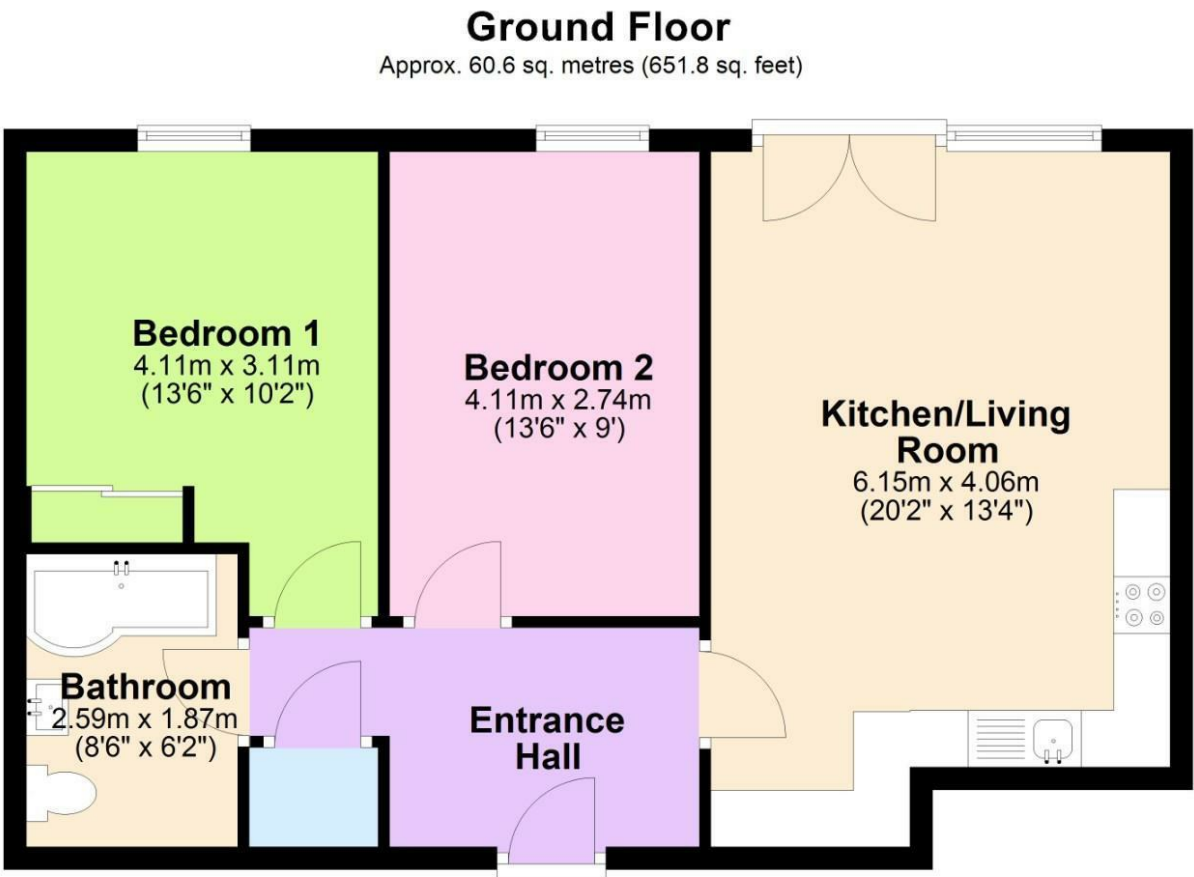 Ground Floor
Approx. 60.6 sq. metres (651.8 sq. feet)
Bedroom 1
4.11m x 3.11m
(13'6" x 10'2")
Bedroom 2
4.11m x 2.74m
(13'6" x 9')
Kitchen/Living
Room
6.15m x 4.06m
(20'2" x 13'4")
Bathroom
2.59m x 1.87m
(8'6" x 6'2")
Entrance
Hall